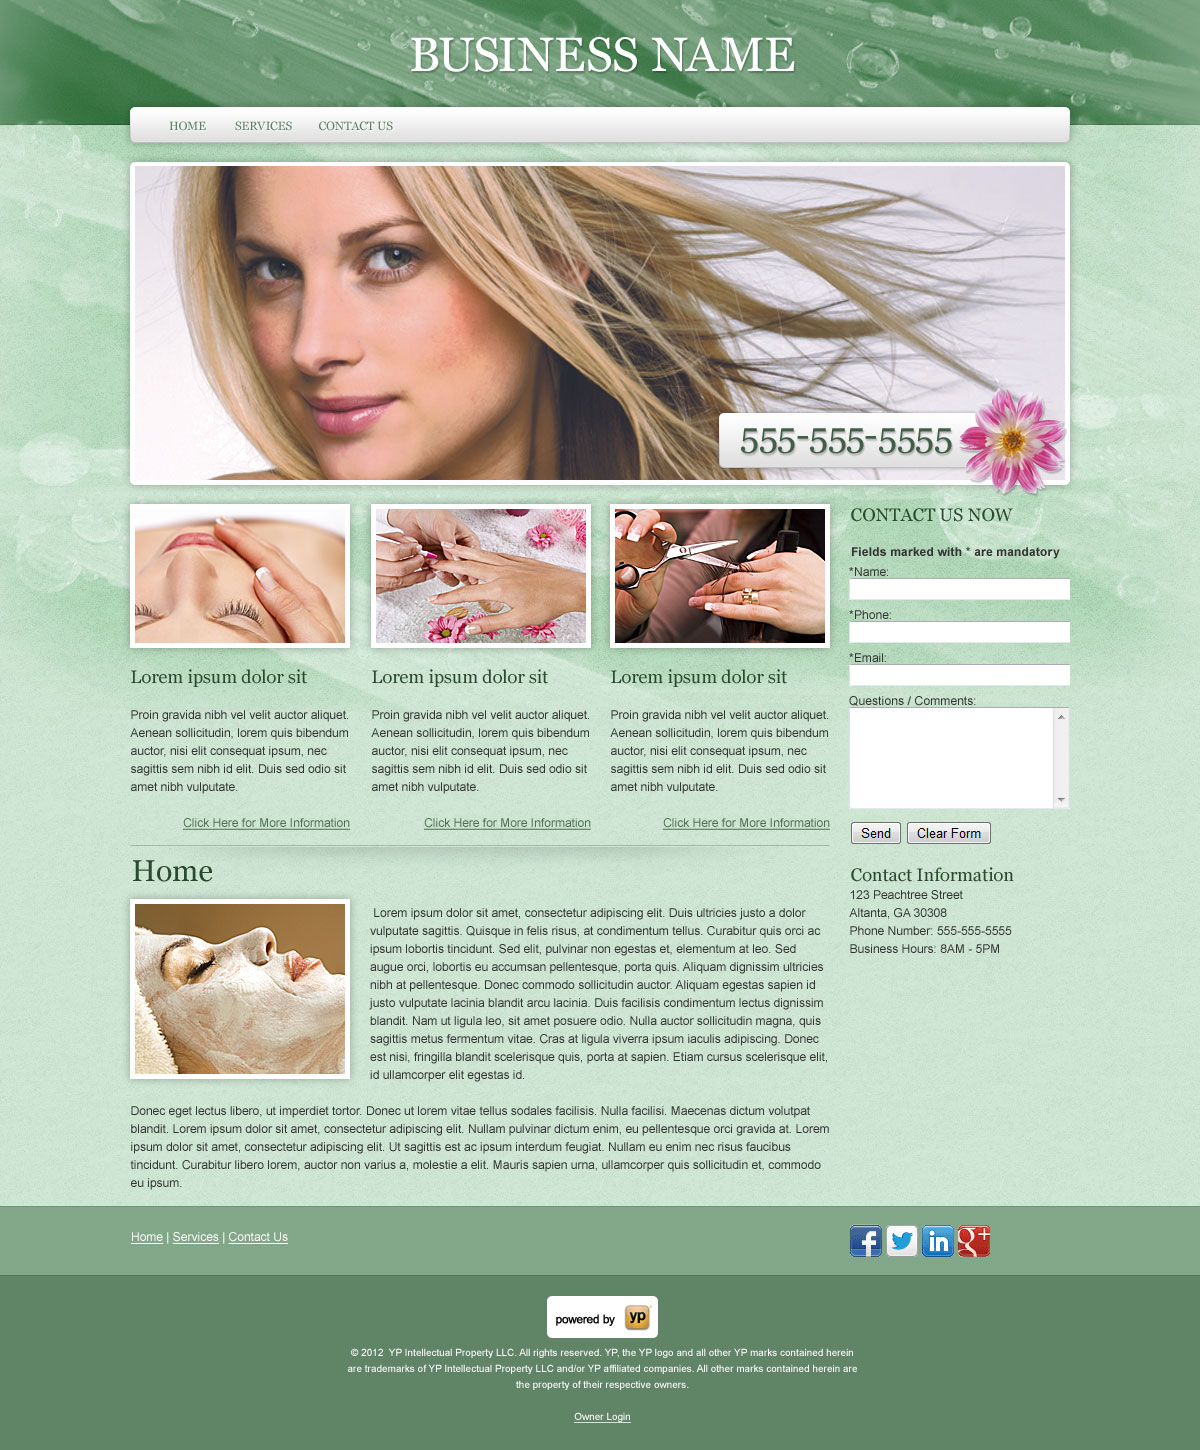 BUSINESS NAME
HOME SERVICES CONTACT US
555-555-5555
Lorem ipsum dolor sit
Proin gravida nibh vel velit auctor aliquet.
Aenean sollicitudin, lorem quis bibendum
auctor, nisi elit consequat ipsum, nec
sagittis sem nibh id elit. Duis sed odio sit
amet nibh vulputate.
Click Here for More Information
Lorem ipsum dolor sit
Proin gravida nibh vel velit auctor aliquet.
Aenean sollicitudin, lorem quis bibendum
auctor, nisi elit consequat ipsum, nec
sagittis sem nibh id elit. Duis sed odio sit
amet nibh vulputate.
Click Here for More Information
Lorem ipsum dolor sit
Proin gravida nibh vel velit auctor aliquet.
Aenean sollicitudin, lorem quis bibendum
auctor, nisi elit consequat ipsum, nec
sagittis sem nibh id elit. Duis sed odio sit
amet nibh vulputate.
Click Here for More Information
CONTACT US NOW
Fields marked with * are mandatory
*Name:
*Phone:
*Email:
Questions / Comments:
Send Clear Form
Contact Information
123 Peachtree Street
Altanta, GA 30308
Phone Number: 555-555-5555
Business Hours: 8AM - 5PM
Home
Lorem ipsum dolor sit amet, consectetur adipiscing elit. Duis ultricies justo a dolor
vulputate sagittis. Quisque in felis risus, at condimentum tellus. Curabitur quis orci ac
ipsum lobortis tincidunt. Sed elit, pulvinar non egestas et, elementum at leo. Sed
augue orci, lobortis eu accumsan pellentesque, porta quis. Aliquam dignissim ultricies
nibh at pellentesque. Donec commodo sollicitudin auctor. Aliquam egestas sapien id
justo vulputate lacinia blandit arcu lacinia. Duis facilisis condimentum lectus dignissim
blandit. Nam ut ligula leo, sit amet posuere odio. Nulla auctor sollicitudin magna, quis
sagittis metus fermentum vitae. Cras at ligula viverra ipsum iaculis adipiscing. Donec
est nisi, fringilla blandit scelerisque quis, porta at sapien. Etiam cursus scelerisque elit,
id ullamcorper elit egestas id.
Donec eget lectus libero, ut imperdiet tortor. Donec ut lorem vitae tellus sodales facilisis. Nulla facilisi. Maecenas dictum volutpat
blandit. Lorem ipsum dolor sit amet, consectetur adipiscing elit. Nullam pulvinar dictum enim, eu pellentesque orci gravida at. Lorem
ipsum dolor sit amet, consectetur adipiscing elit. Ut sagittis est ac ipsum interdum feugiat. Nullam eu enim nec risus faucibus
tincidunt. Curabitur libero lorem, auctor non varius a, molestie a elit. Mauris sapien urna, ullamcorper quis sollicitudin et, commodo
eu ipsum.
Home | Services | Contact Us
f in g+
powered by yp
© 2012 YP Intellectual Property LLC. All rights reserved. YP, the YP logo and all other YP marks contained herein
are trademarks of YP Intellectual Property LLC and/or YP affiliated companies. All other marks contained herein are
the property of their respective owners.
Owner Login